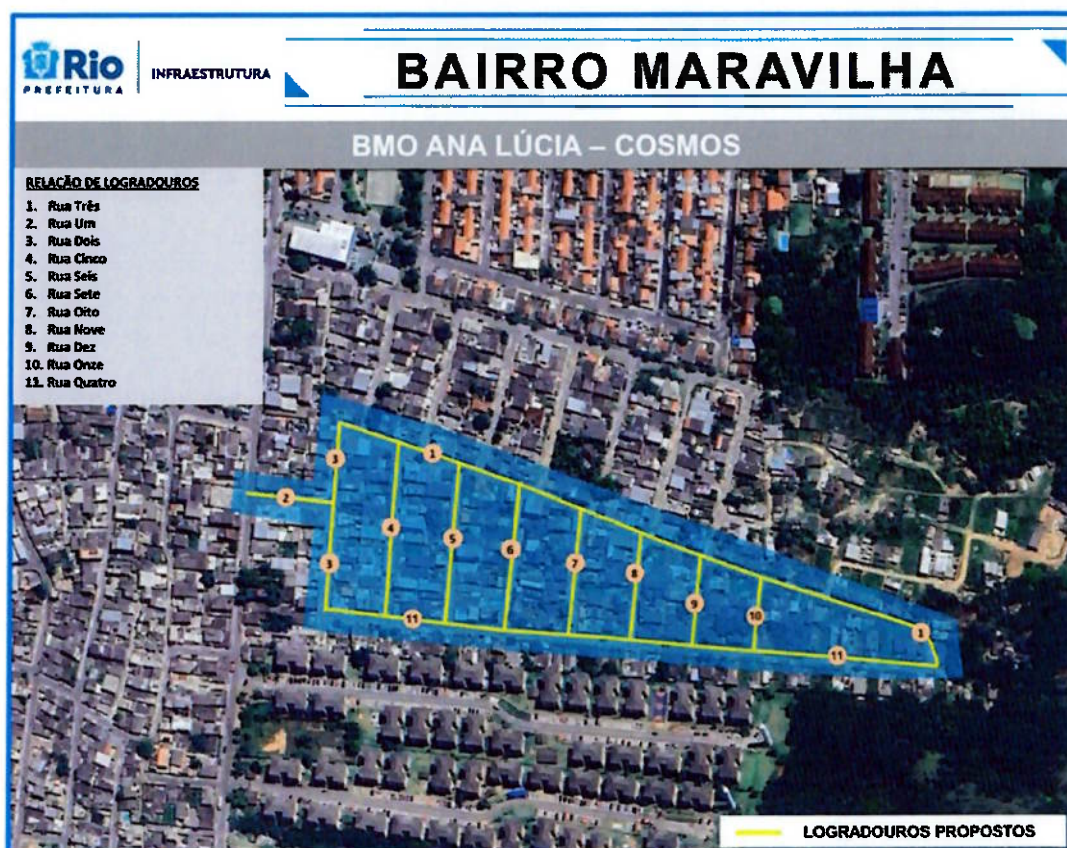 Rio
PREFEITURA
INFRAESTRUTURA
BAIRRO MARAVILHA
BMO ANA LÚCIA – COSMOS
RELAÇÃO DE LOGRADOUROS
1. Rua Três
2. Rua Um
3. Rua Dois
4. Rua Cinco
5. Rua Seis
6. Rua Sete
7. Rua Oito
8. Rua Nove
9. Rua Dez
10. Rua Onze
11. Rua Quatro
3
1
2
4
5
6
7
8
3
9
10
11
1
11
LOGRADOUROS PROPOSTOS